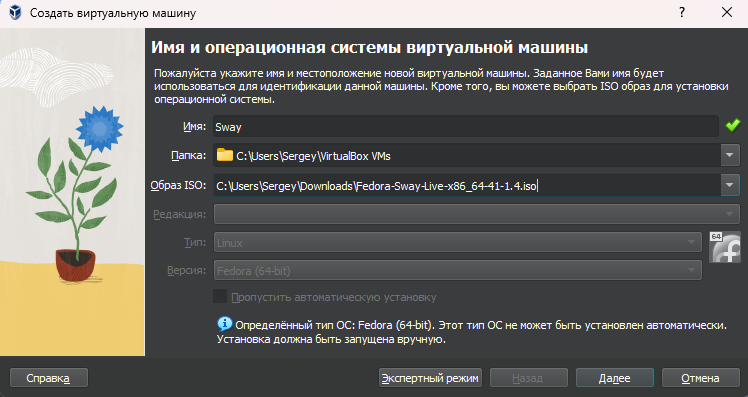 Создать виртуальную машину
Имя и операционная системы виртуальной машины
Пожалуйста укажите имя и местоположение новой виртуальной машины. Заданное Вами имя будет
использоваться для идентификации данной машины. Кроме того, вы можете выбрать ISO образ для установки
операционной системы.
Имя: Sway
Папка: C:\Users\Sergey\VirtualBox VMs
Образ ISO: C:\Users\Sergey\Downloads\Fedora-Sway-Live-x86_64-41-1.4.iso
Редакция:
Тип: Linux
64
Версия: Fedora (64-bit)
Пропустить автоматическую установку
Определённый тип ОС: Fedora (64-bit). Этот тип ОС не может быть установлен автоматически.
Установка должна быть запущена вручную.
Справка Экспертный режим Назад Далее Отмена